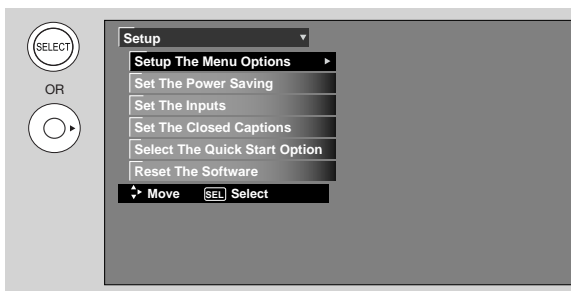 SELECT
OR
Setup
Setup The Menu Options
Set The Power Saving
Set The Inputs
Set The Closed Captions
Select The Quick Start Option
Reset The Software
Move SEL Select